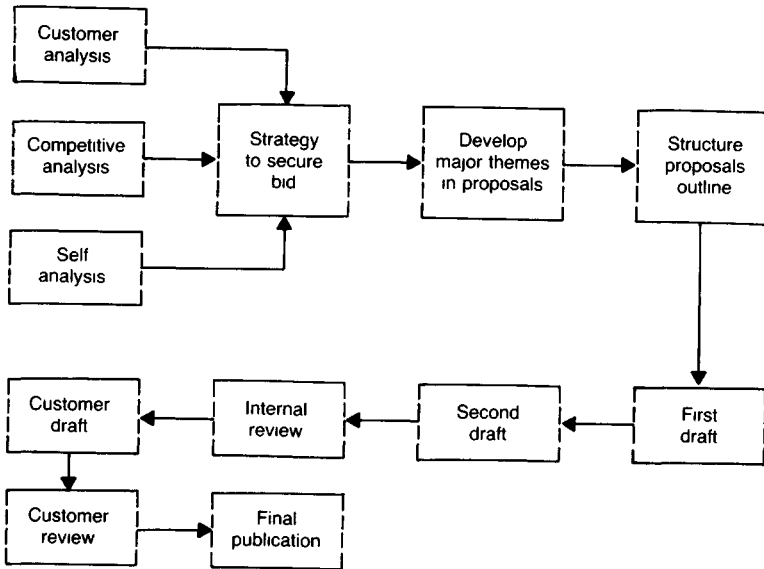 Customer
analysis
Competitive
analysis
Self
analysis
Strategy
to secure
bid
Develop
major themes
in proposals
Structure
proposals
outline
First
draft
Second
draft
Internal
review
Customer
draft
Customer
review
Final
publication